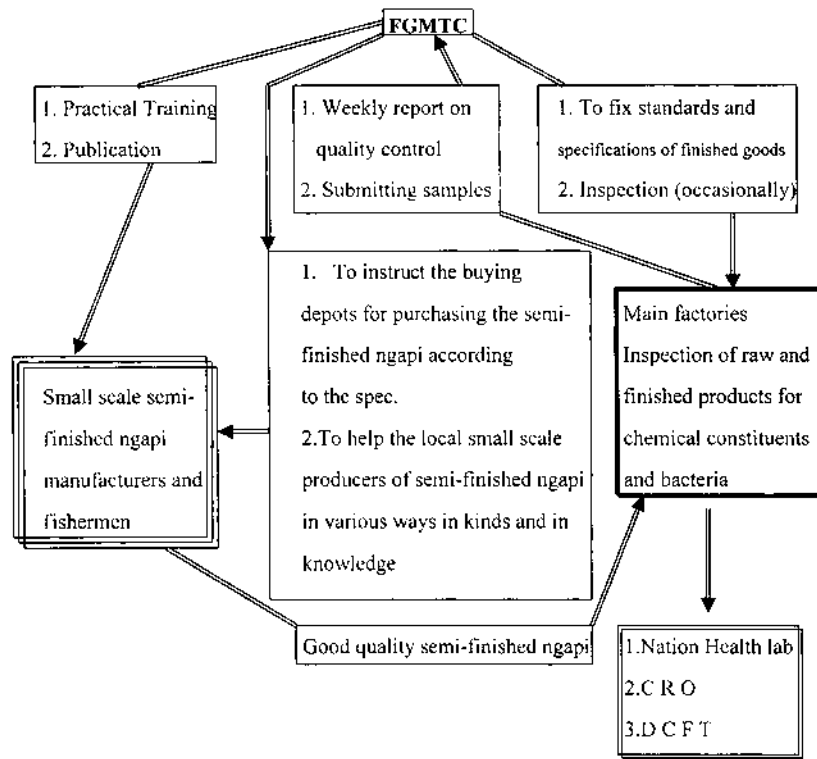 FGMTC
1. Practical Training
2. Publication
1. Weekly report on
quality control
2. Submitting samples
1. To fix standards and
specifications of finished goods
2. Inspection (occasionally)
1. To instruct the buying
depots for purchasing the semi-
finished ngapi according
to the spec.
2.To help the local small scale
producers of semi-finished ngapi
in various ways in kinds and in
knowledge
Main factories
Inspection of raw and
finished products for
chemical constituents
and bacteria
Small scale semi-
finished ngapi
manufacturers and
fishermen
Good quality semi-finished ngapi
1.Nation Health lab
2.C R O
3.D C F T